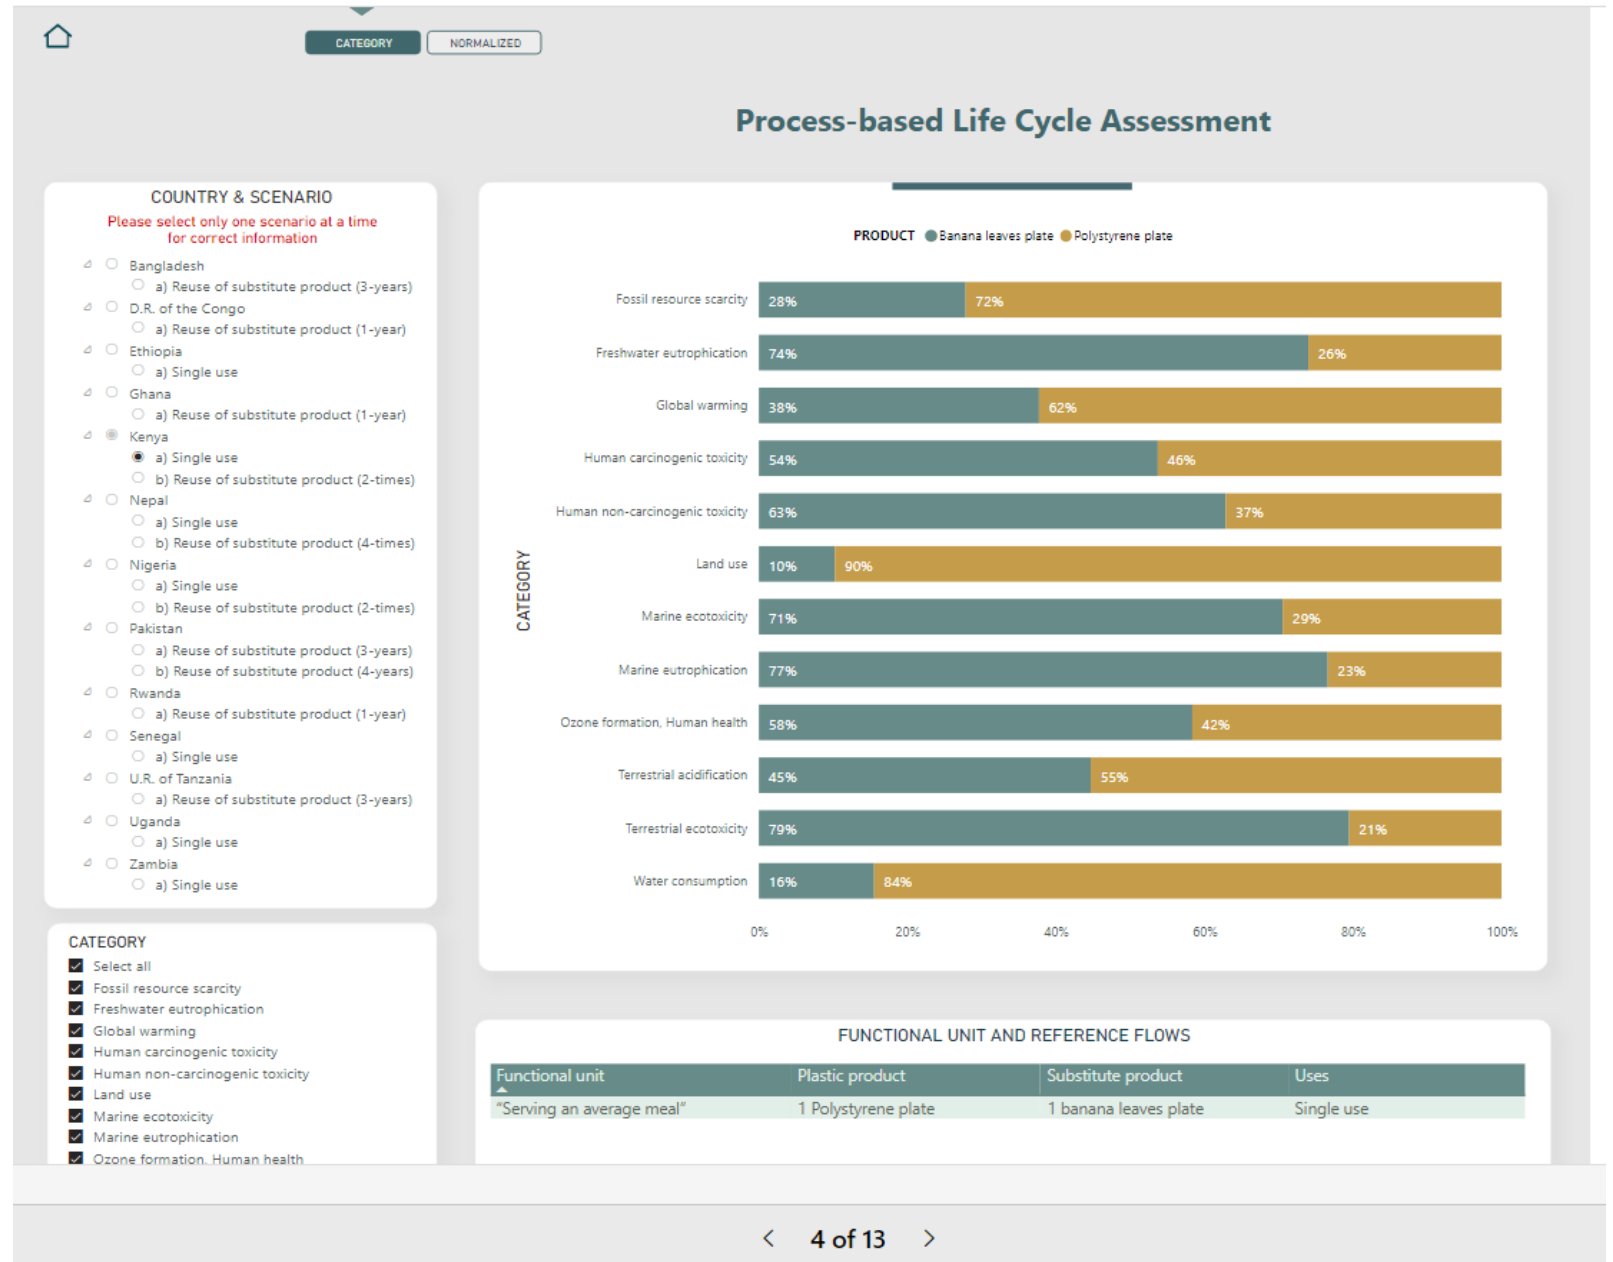 CATEGORY
NORMALIZED
Process-based Life Cycle Assessment
COUNTRY & SCENARIO
Please select only one scenario at a time
for correct information
Bangladesh
a) Reuse of substitute product (3-years)
D.R. of the Congo
a) Reuse of substitute product (1-year)
Ethiopia
a) Single use
Ghana
a) Reuse of substitute product (1-year)
Kenya
a) Single use
b) Reuse of substitute product (2-times)
Nepal
a) Single use
b) Reuse of substitute product (4-times)
Nigeria
a) Single use
b) Reuse of substitute product (2-times)
Pakistan
a) Reuse of substitute product (3-years)
b) Reuse of substitute product (4-years)
Rwanda
a) Reuse of substitute product (1-year)
Senegal
a) Single use
U.R. of Tanzania
a) Reuse of substitute product (3-years)
Uganda
a) Single use
Zambia
a) Single use
CATEGORY
Select all
Fossil resource scarcity
Freshwater eutrophication
Global warming
Human carcinogenic toxicity
Human non-carcinogenic toxicity
Land use
Marine ecotoxicity
Marine eutrophication
Ozone formation, Human health
PRODUCT Banana leaves plate Polystyrene plate
CATEGORY
Fossil resource scarcity 28% 72%
Freshwater eutrophication 74% 26%
Global warming 38% 62%
Human carcinogenic toxicity 54% 46%
Human non-carcinogenic toxicity 63% 37%
Land use 10% 90%
Marine ecotoxicity 71% 29%
Marine eutrophication 77% 23%
Ozone formation, Human health 58% 42%
Terrestrial acidification 45% 55%
Terrestrial ecotoxicity 79% 21%
Water consumption 16% 84%
0% 20% 40% 60% 80% 100%
FUNCTIONAL UNIT AND REFERENCE FLOWS
Functional unit Plastic product Substitute product Uses
"Serving an average meal" 1 Polystyrene plate 1 banana leaves plate Single use
4 of 13